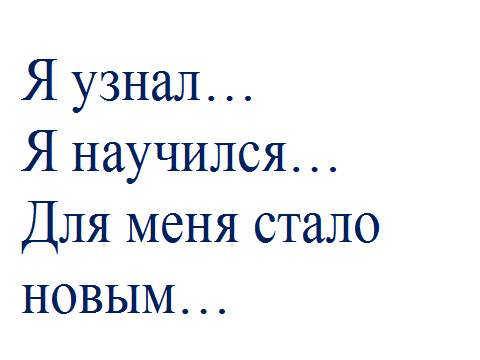 Я узнал…
Я научился…
Для меня стало
новым…